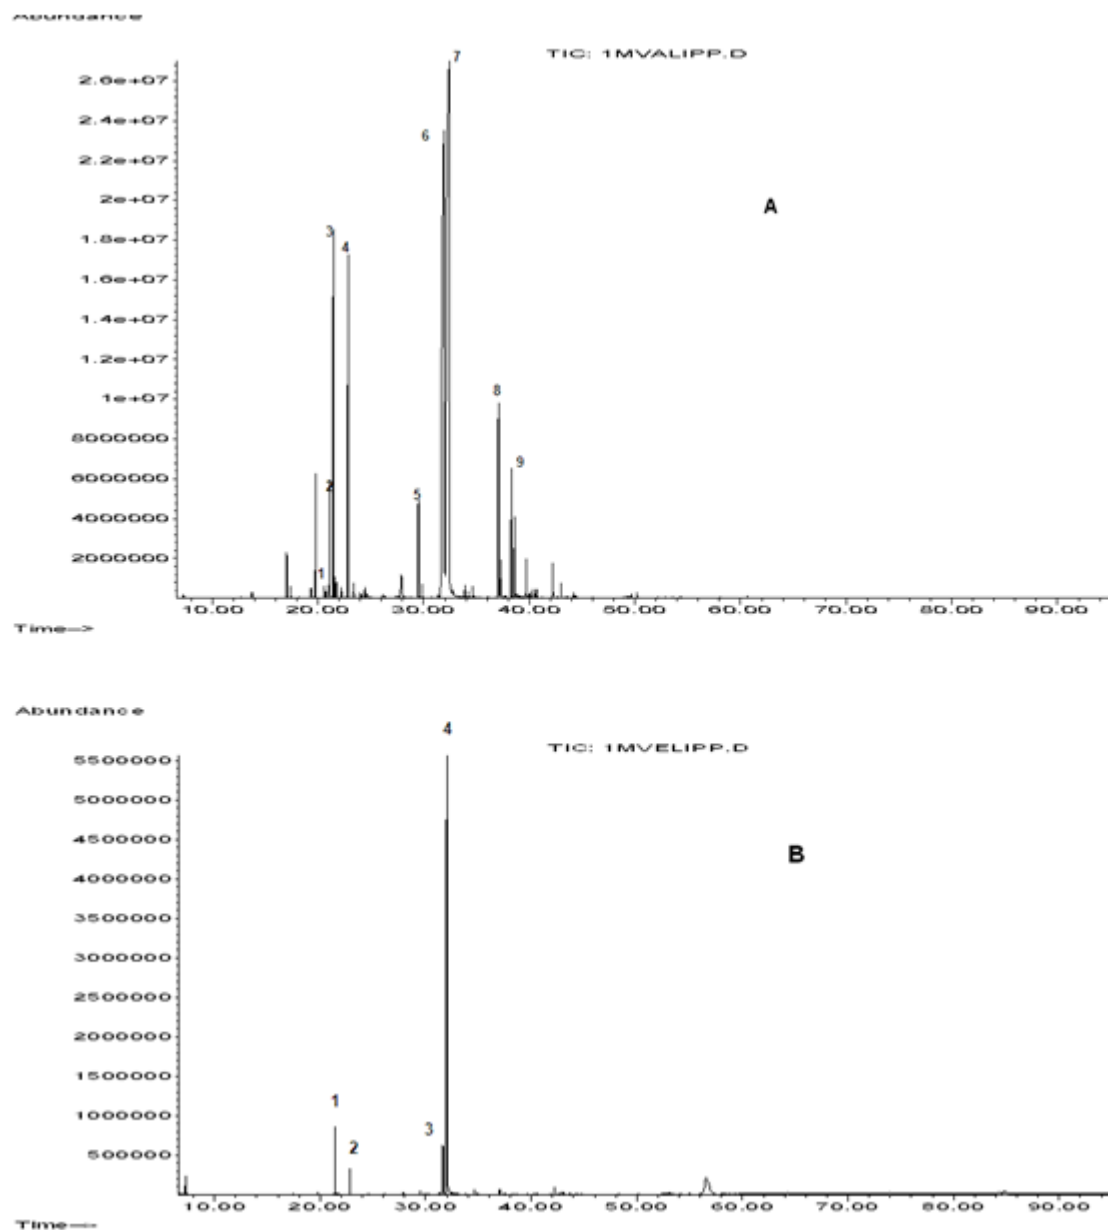 Abundance
TIC: 1MVALIPP.D
7
2.6e+07
2.4e+07
6
2.2e+07
2e+07
A
3
1.8e+07
4
1.6e+07
1.4e+07
1.2e+07
8
1e+07
8000000
9
6000000
2
5
4000000
1
2000000
10.00 20.00 30.00 40.00 50.00 60.00 70.00 80.00 90.00
Time-->
Abundance
4
TIC: 1MVELIPP.D
5500000
5000000
4500000
B
4000000
3500000
3000000
2500000
2000000
1500000
1
1000000
3
2
500000
10.00 20.00 30.00 40.00 50.00 60.00 70.00 80.00 90.00
Time-->